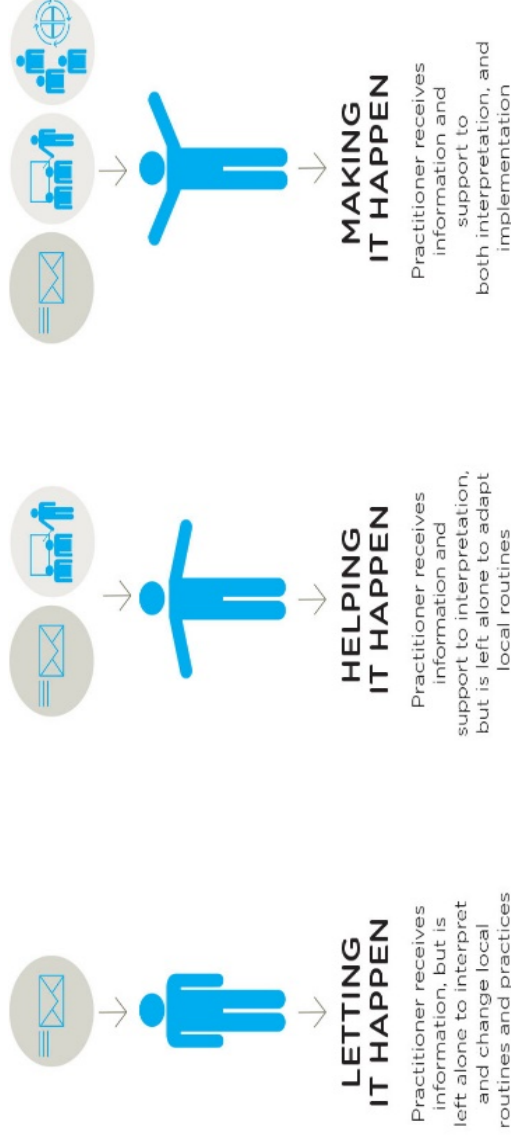 LETTING
IT HAPPEN
Practitioner receives
information, but is
left alone to interpret
and change local
routines and practices
HELPING
IT HAPPEN
Practitioner receives
information and
support to interpretation,
but is left alone to adapt
local routines
MAKING
IT HAPPEN
Practitioner receives
information and
support to
both interpretation, and
implementation